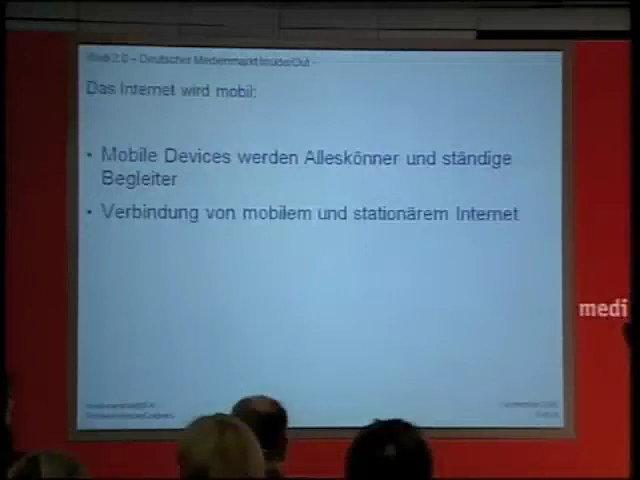 Web 2.0 – Deutscher Medienmarkt InsideOut -
Das Internet wird mobil:
• Mobile Devices werden Alleskönner und ständige
Begleiter
• Verbindung von mobilem und stationärem Internet
medi